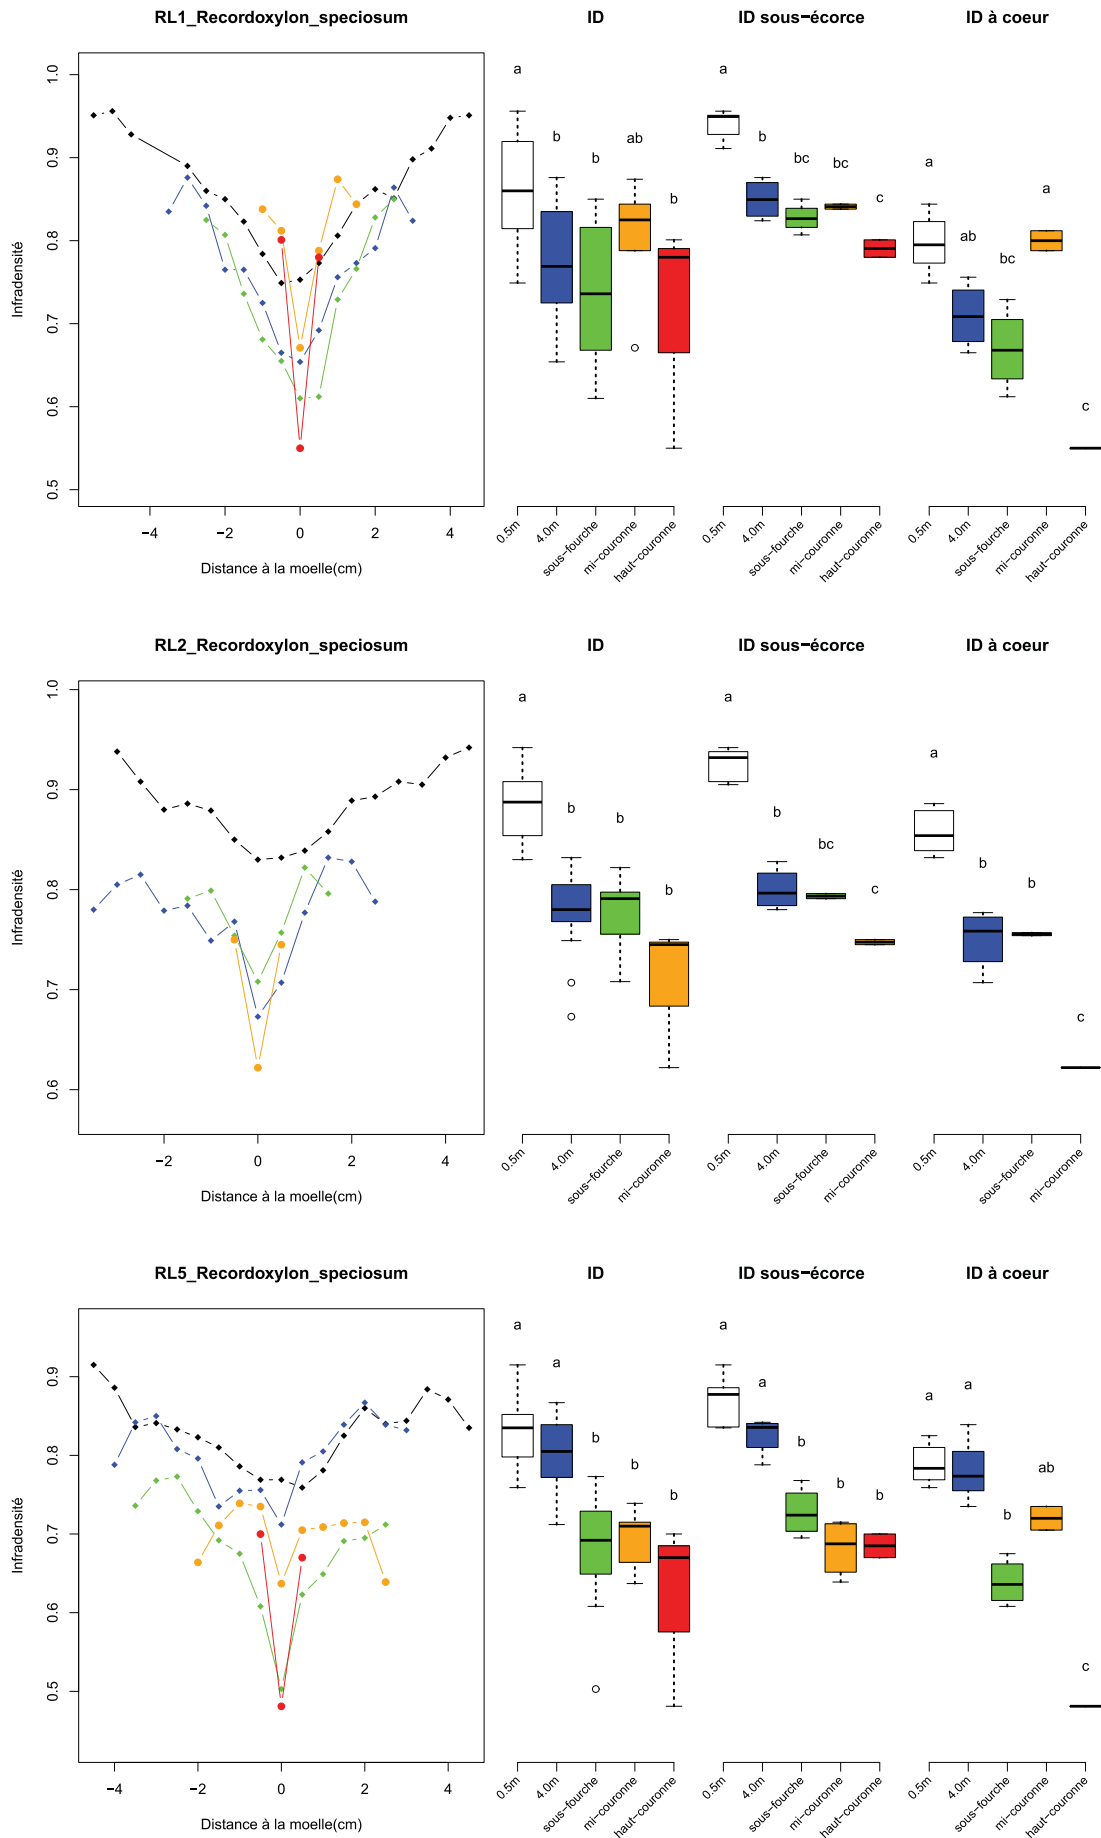 RL1_Recordoxylon_speciosum
ID
ID sous−écorce
ID à coeur
Infradensité
1.0
0.9
0.8
0.7
0.6
0.5
−4
−2
0
2
4
Distance à la moelle(cm)
a
b
b
ab
b
0.5m
4.0m
sous−fourche
mi−couronne
haut−couronne
a
b
bc
bc
c
0.5m
4.0m
sous−fourche
mi−couronne
haut−couronne
a
ab
bc
a
c
0.5m
4.0m
sous−fourche
mi−couronne
haut−couronne
RL2_Recordoxylon_speciosum
ID
ID sous−écorce
ID à coeur
Infradensité
1.0
0.9
0.8
0.7
0.6
−2
0
2
4
Distance à la moelle(cm)
a
b
b
b
0.5m
4.0m
sous−fourche
mi−couronne
a
b
bc
c
0.5m
4.0m
sous−fourche
mi−couronne
a
b
b
c
0.5m
4.0m
sous−fourche
mi−couronne
RL5_Recordoxylon_speciosum
ID
ID sous−écorce
ID à coeur
Infradensité
0.9
0.8
0.7
0.6
0.5
−4
−2
0
2
4
Distance à la moelle(cm)
a
a
b
b
b
0.5m
4.0m
sous−fourche
mi−couronne
haut−couronne
a
a
b
b
b
0.5m
4.0m
sous−fourche
mi−couronne
haut−couronne
a
a
b
ab
c
0.5m
4.0m
sous−fourche
mi−couronne
haut−couronne